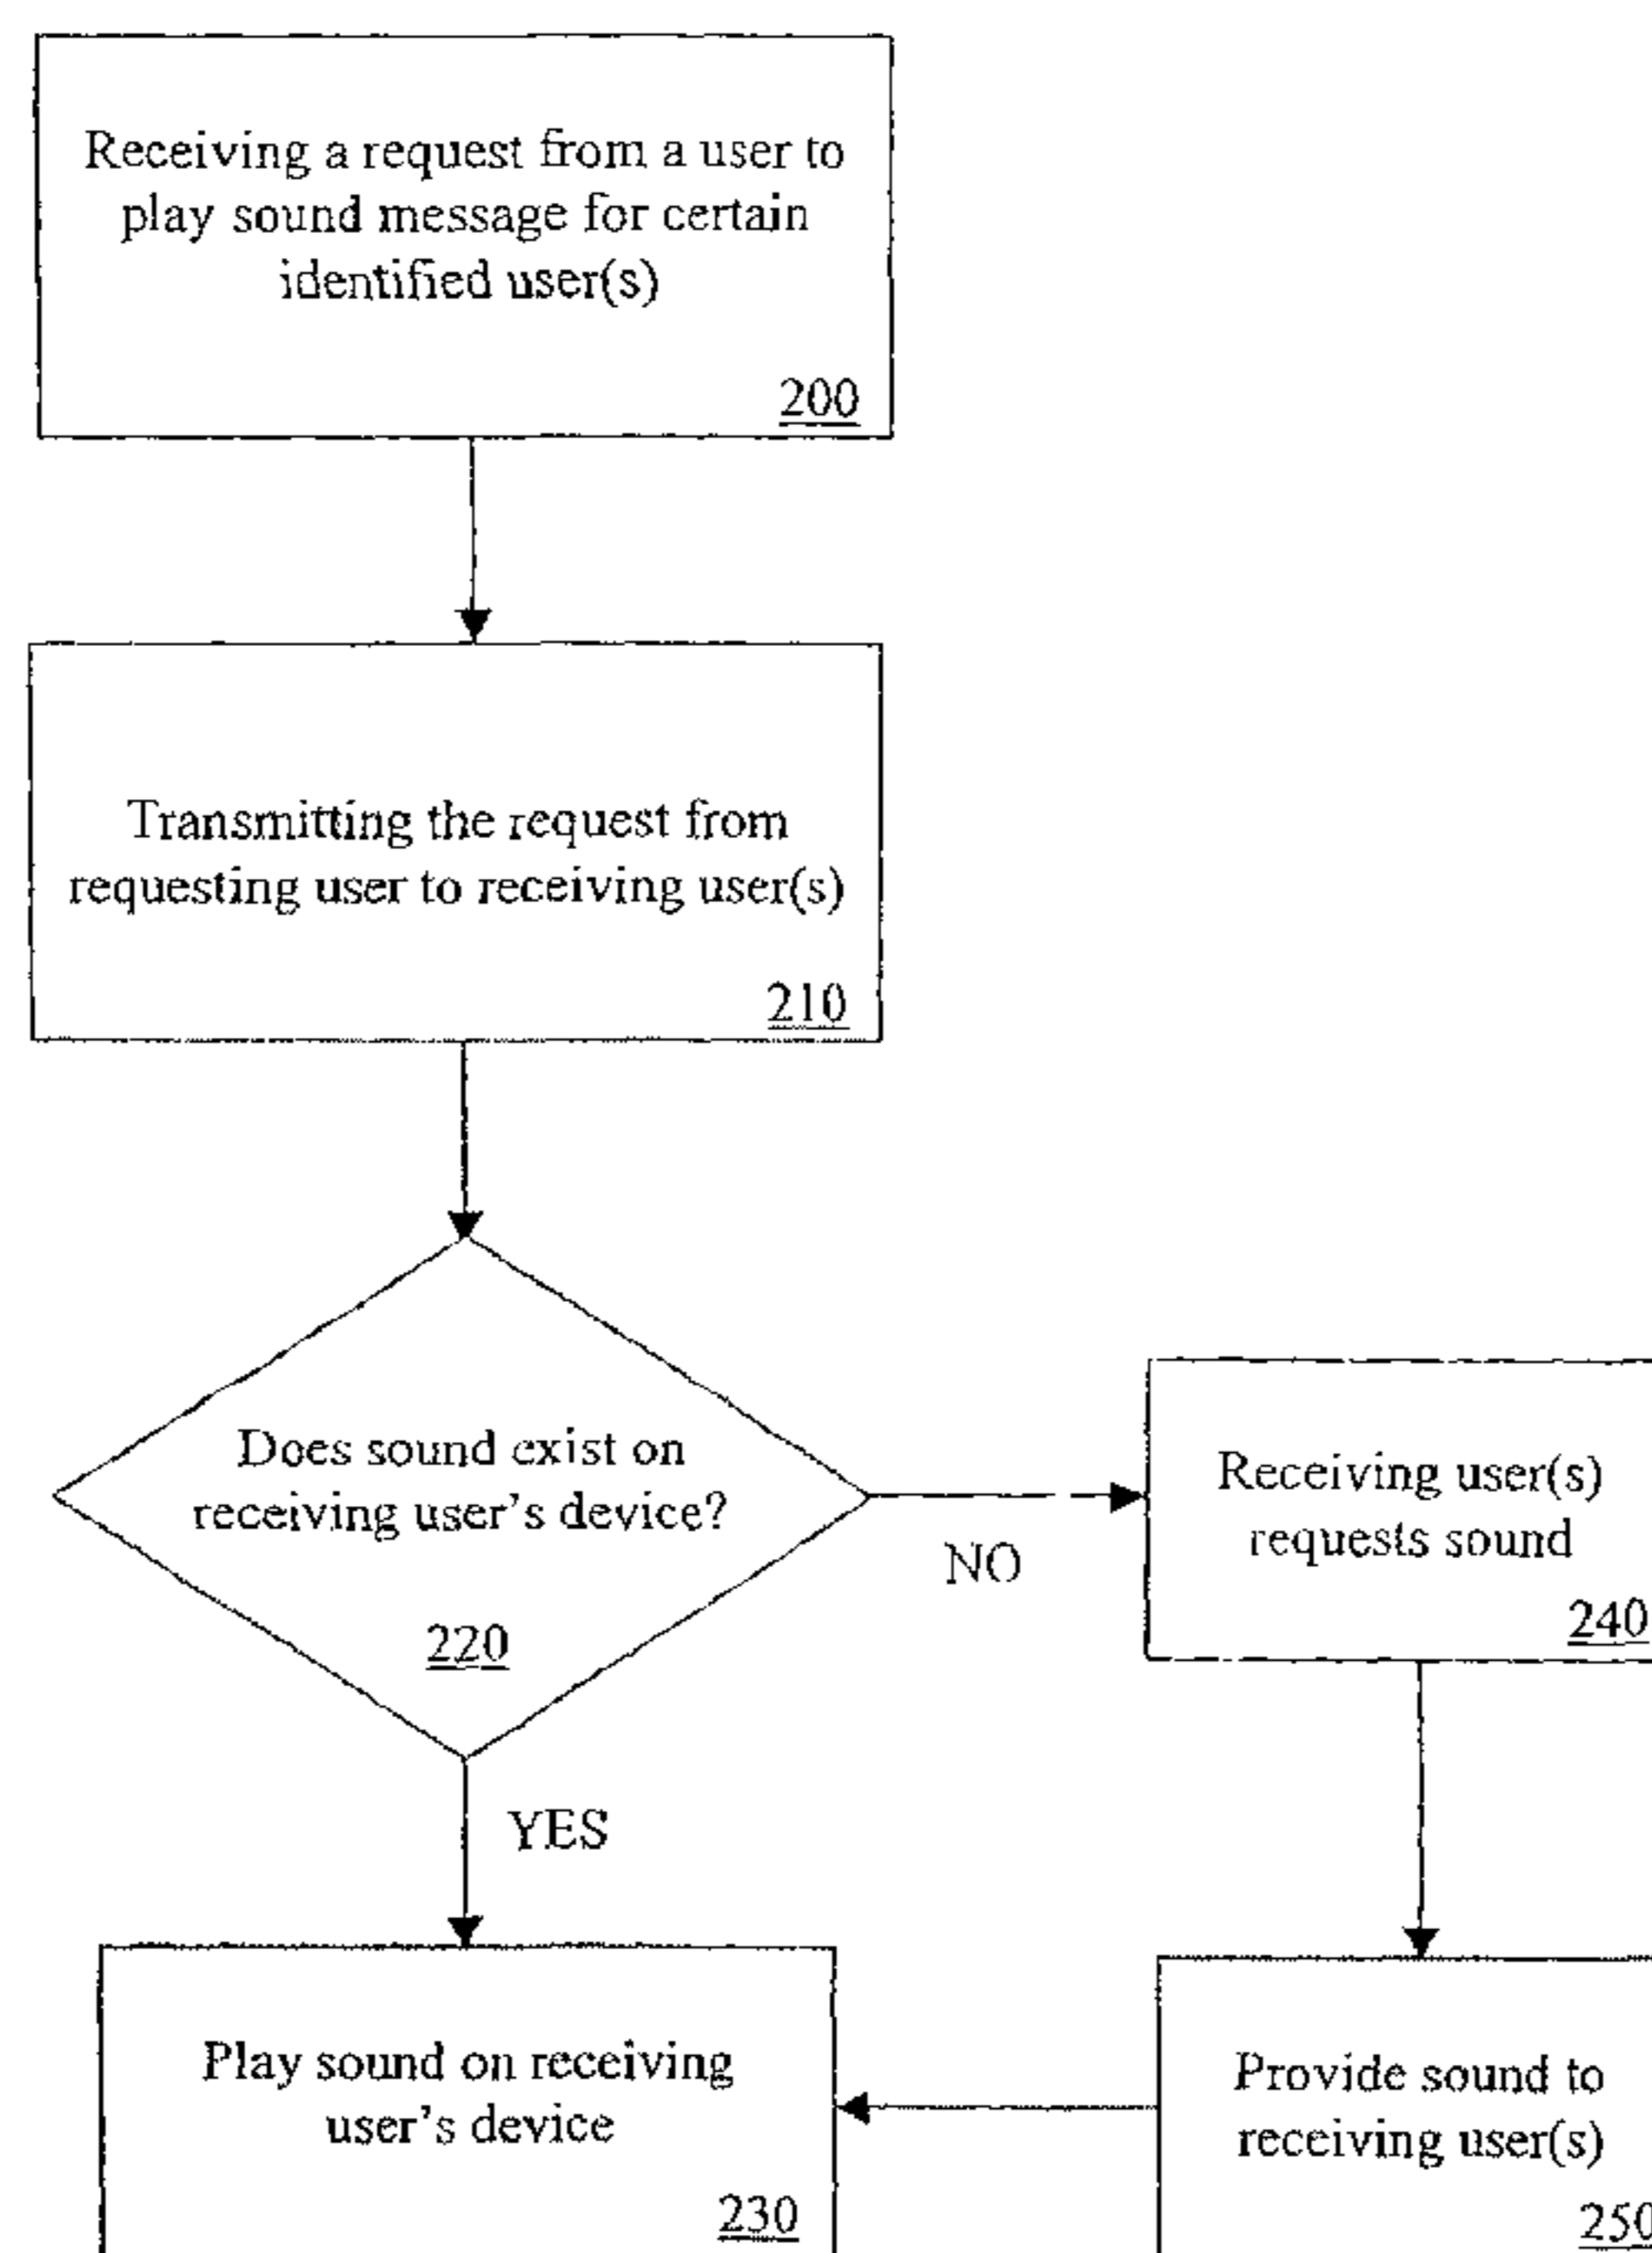 Receiving a request from a user to
play sound message for certain
identified user(s)
200
Transmitting the request from
requesting user to receiving user(s)
210
Does sound exist on
receiving user's device?
220
NO
Receiving user(s)
requests sound
240
YES
Play sound on receiving
user's device
230
Provide sound to
receiving user(s)
250